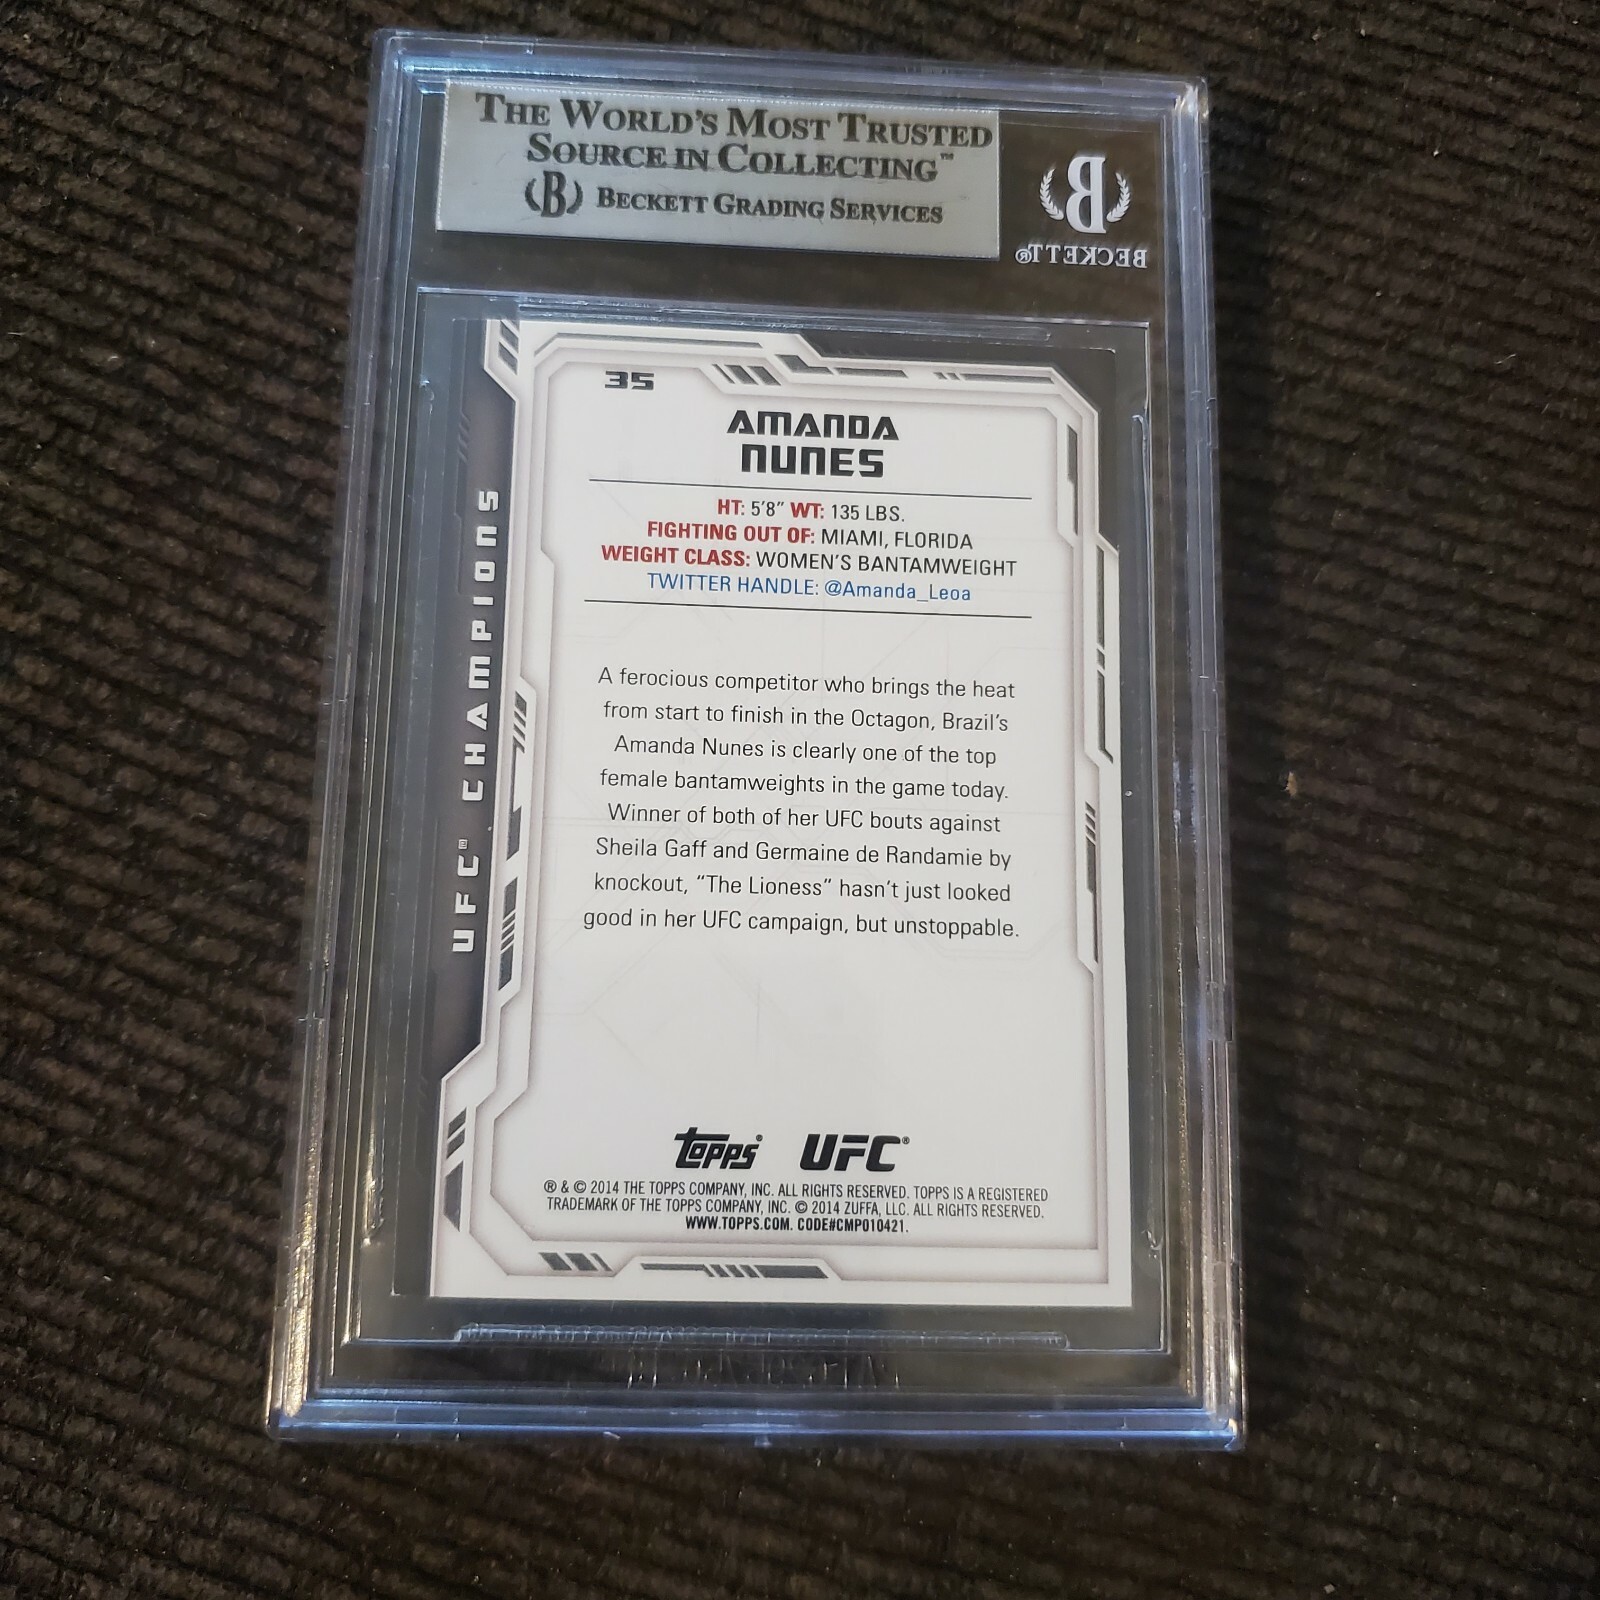 THE WORLD'S MOST TRUSTED
SOURCE IN COLLECTING™
B BECKETT GRADING SERVICES
B
BECKETT®
35
AMANDA
NUNES
HT: 5'8" WT: 135 LBS.
FIGHTING OUT OF: MIAMI, FLORIDA
WEIGHT CLASS: WOMEN'S BANTAMWEIGHT
TWITTER HANDLE: @Amanda_Leoa
UFC® CHAMPIONS
A ferocious competitor who brings the heat
from start to finish in the Octagon, Brazil's
Amanda Nunes is clearly one of the top
female bantamweights in the game today.
Winner of both of her UFC bouts against
Sheila Gaff and Germaine de Randamie by
knockout, "The Lioness" hasn't just looked
good in her UFC campaign, but unstoppable.
Topps® UFC®
® & © 2014 THE TOPPS COMPANY, INC. ALL RIGHTS RESERVED. TOPPS IS A REGISTERED
TRADEMARK OF THE TOPPS COMPANY, INC. © 2014 ZUFFA, LLC. ALL RIGHTS RESERVED.
WWW.TOPPS.COM. CODE#CMP010421.